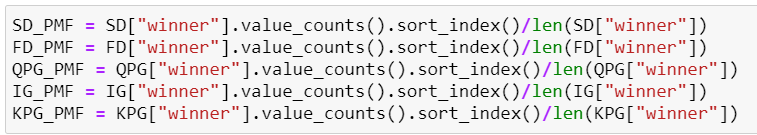 SD_PMF = SD["winner"].value_counts().sort_index()/len(SD["winner"])
FD_PMF = FD["winner"].value_counts().sort_index()/len(FD["winner"])
QPG_PMF = QPG["winner"].value_counts().sort_index()/len(QPG["winner"])
IG_PMF = IG["winner"].value_counts().sort_index()/len(IG["winner"])
KPG_PMF = KPG["winner"].value_counts().sort_index()/len(KPG["winner"])